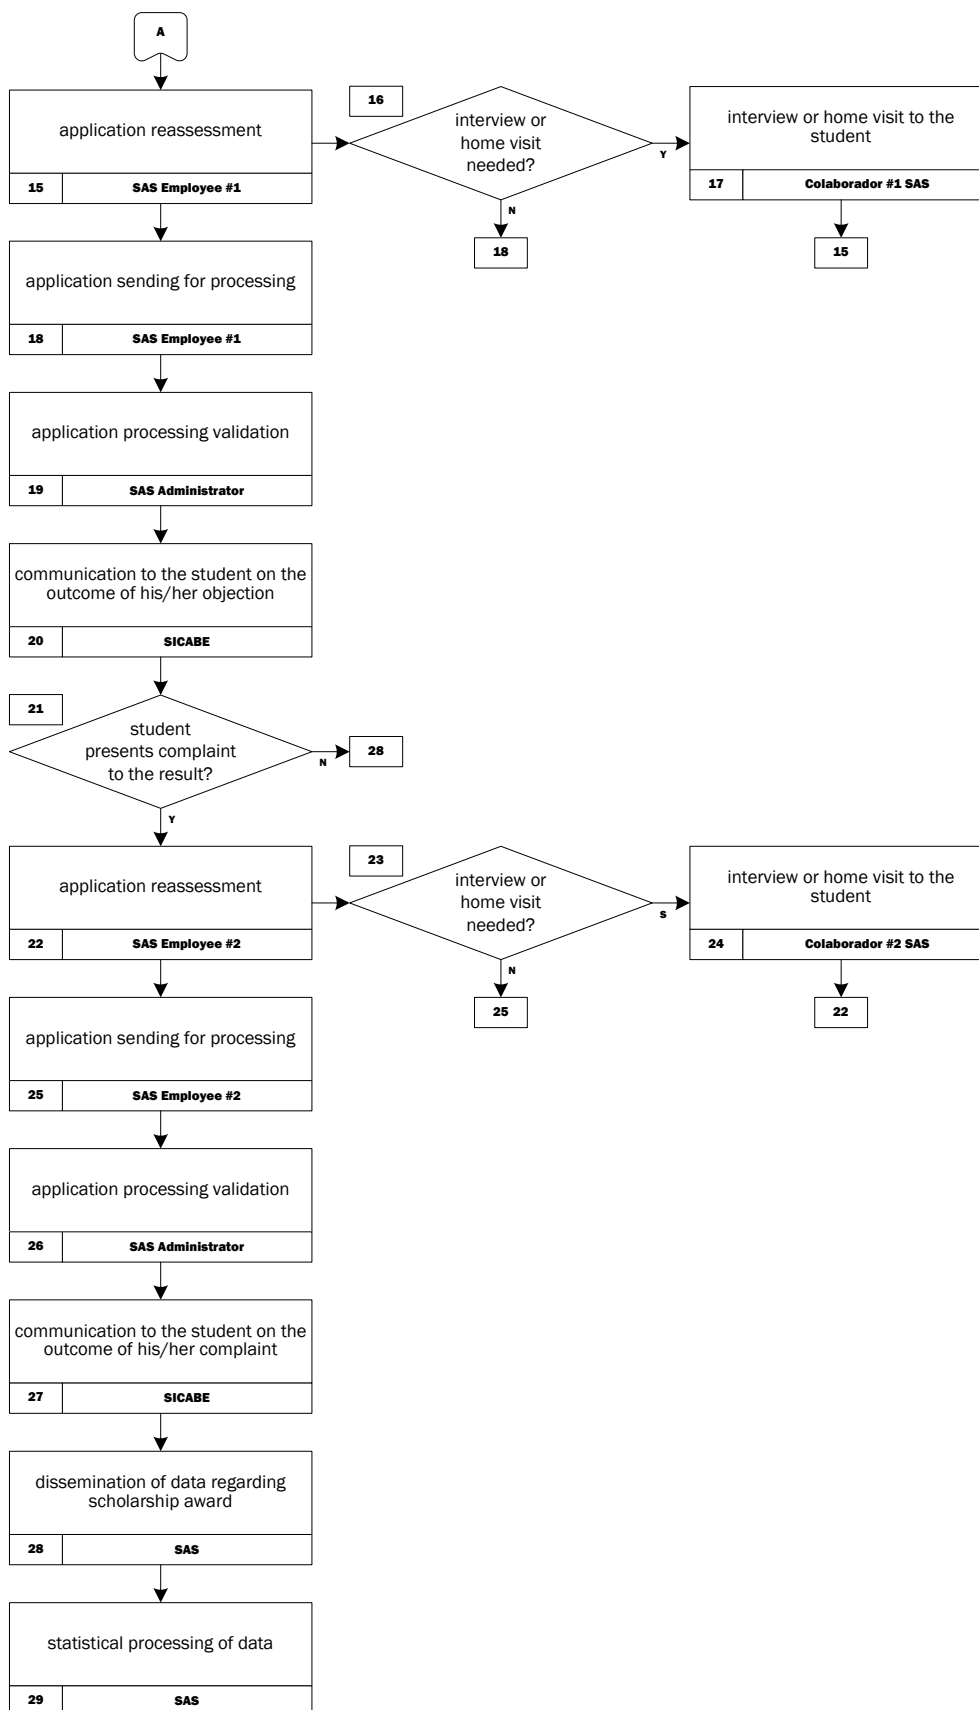 A
application reassessment
15
SAS Employee #1
16
interview or
home visit
needed?
Y
N
18
interview or home visit to the
student
17
Colaborador #1 SAS
15
application sending for processing
18
SAS Employee #1
application processing validation
19
SAS Administrator
communication to the student on the
outcome of his/her objection
20
SICABE
21
student
presents complaint
to the result?
N
28
Y
application reassessment
22
SAS Employee #2
23
interview or
home visit
needed?
S
N
25
interview or home visit to the
student
24
Colaborador #2 SAS
22
application sending for processing
25
SAS Employee #2
application processing validation
26
SAS Administrator
communication to the student on the
outcome of his/her complaint
27
SICABE
dissemination of data regarding
scholarship award
28
SAS
statistical processing of data
29
SAS